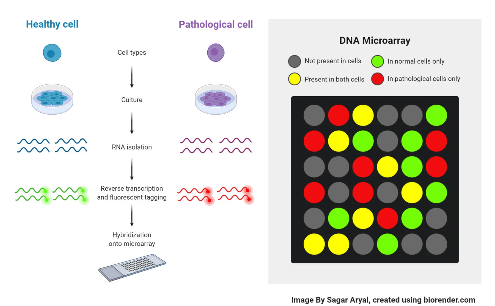 Healthy cell
Pathological cell
Cell types
Culture
RNA isolation
Reverse transcription
and fluorescent tagging
Hybridization
onto microarray
DNA Microarray
Not present in cells
In normal cells only
Present in both cells
In pathological cells only
Image By Sagar Aryal, created using biorender.com